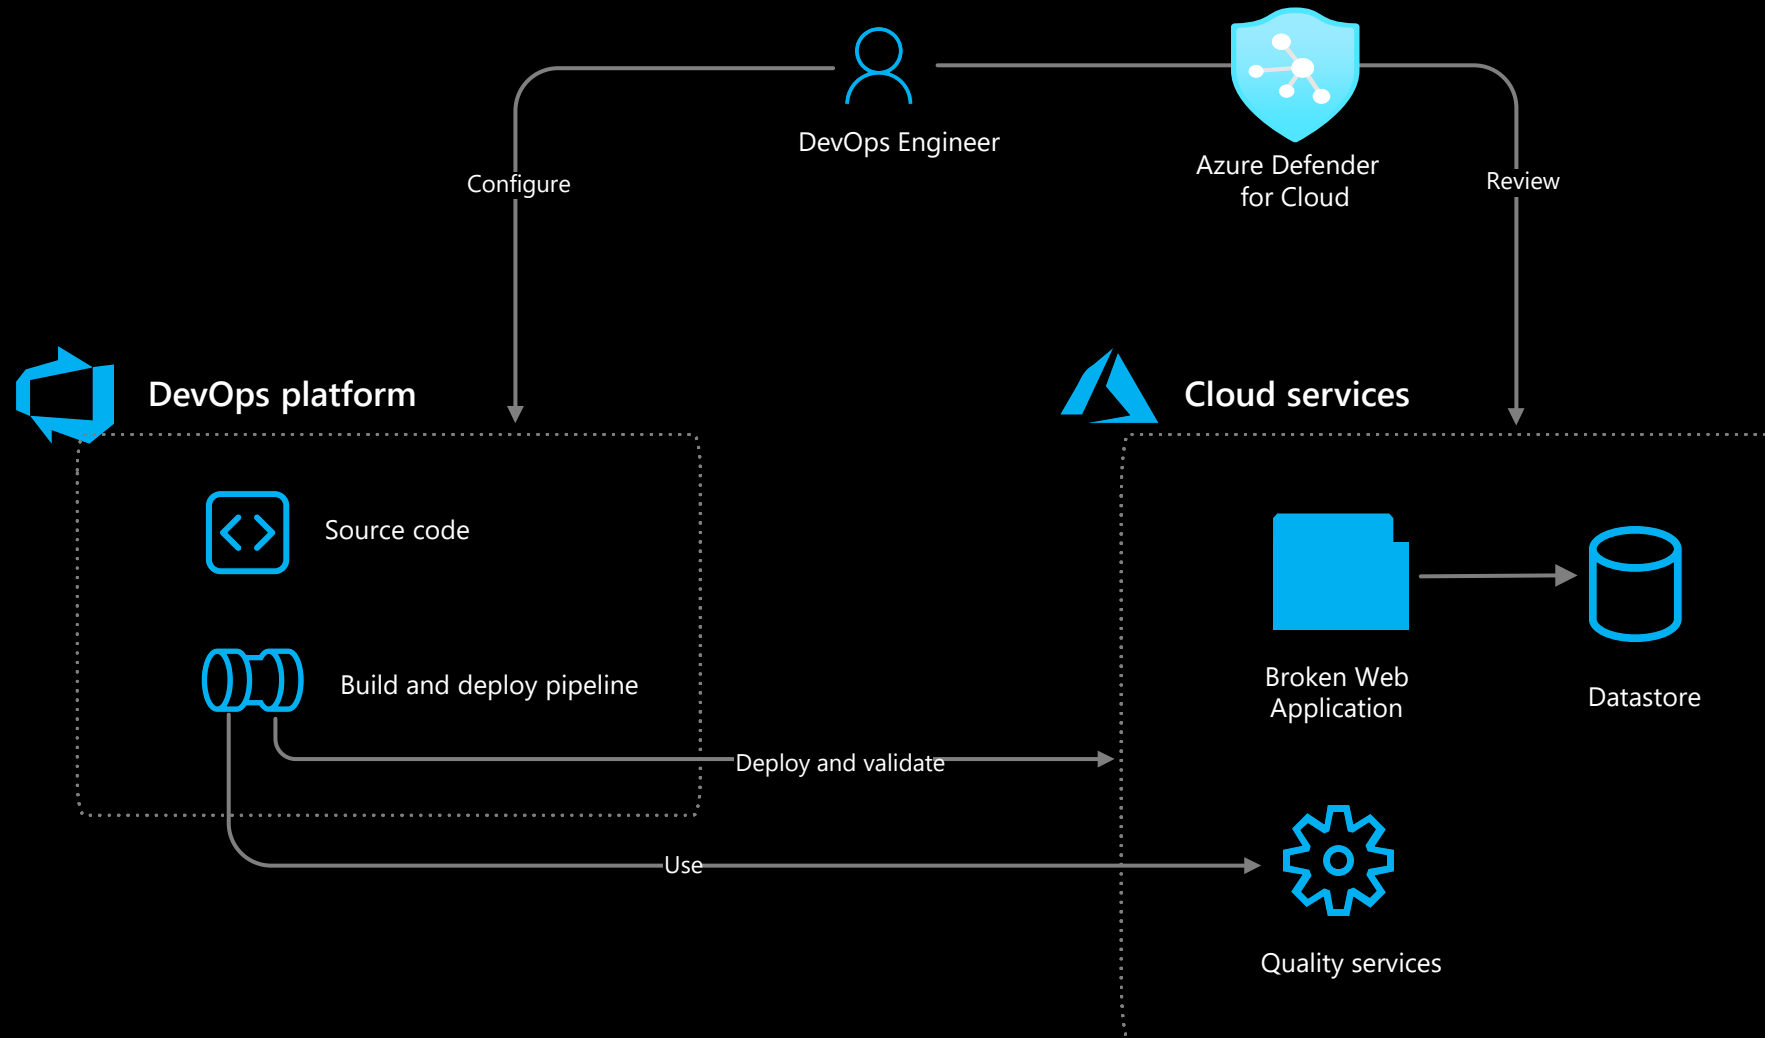 DevOps Engineer
Azure Defender
for Cloud
Configure
Review
DevOps platform
Cloud services
Source code
Build and deploy pipeline
Broken Web
Application
Datastore
Deploy and validate
Use
Quality services